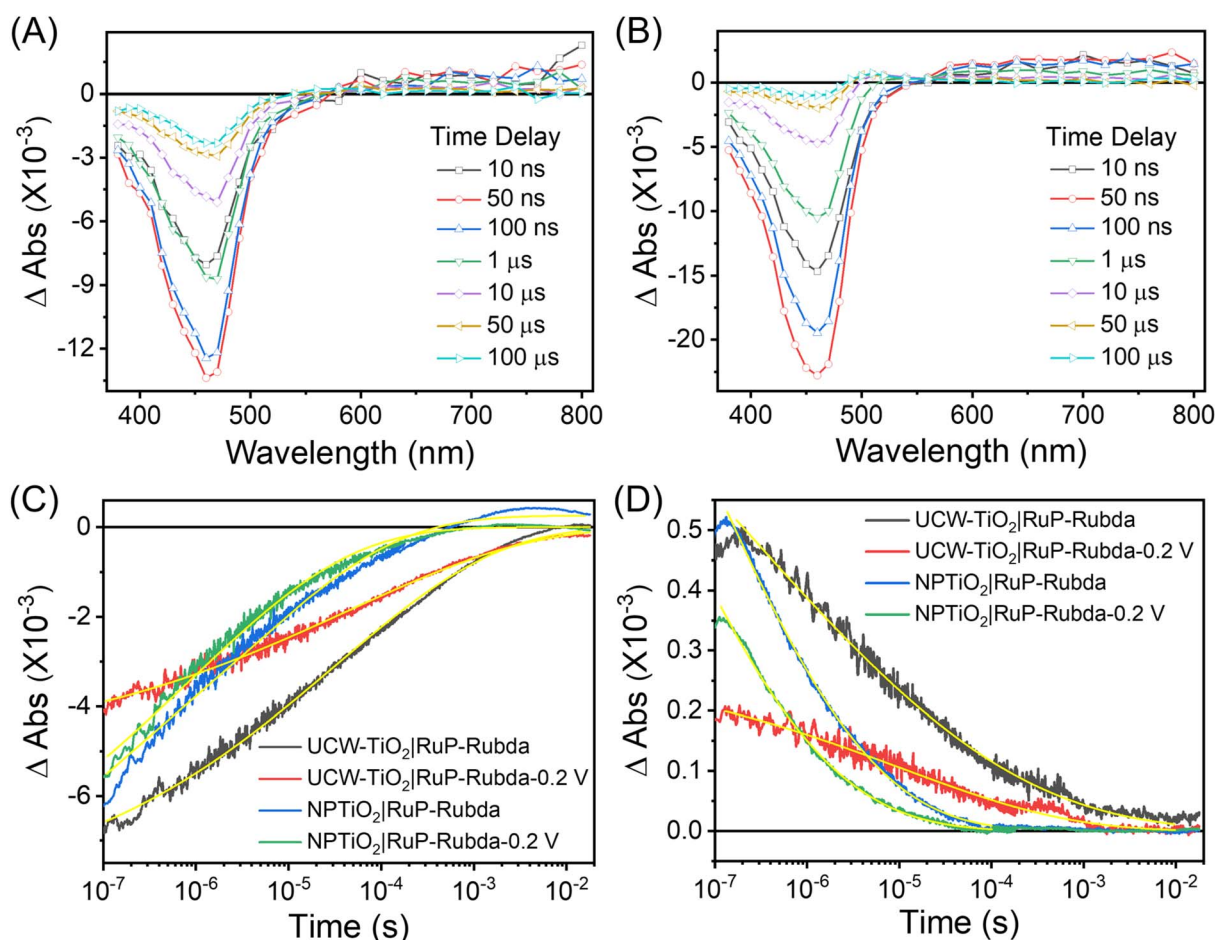 (A)
Δ Abs (X10⁻³)
0
-3
-6
-9
-12
400 500 600 700 800
Wavelength (nm)
Time Delay
10 ns
50 ns
100 ns
1 μs
10 μs
50 μs
100 μs
(B)
Δ Abs (X10⁻³)
5
0
-5
-10
-15
-20
400 500 600 700 800
Wavelength (nm)
Time Delay
10 ns
50 ns
100 ns
1 μs
10 μs
50 μs
100 μs
(C)
Δ Abs (X10⁻³)
0
-2
-4
-6
10⁻⁷ 10⁻⁶ 10⁻⁵ 10⁻⁴ 10⁻³ 10⁻²
Time (s)
UCW-TiO₂|RuP-Rubda
UCW-TiO₂|RuP-Rubda-0.2 V
NPTiO₂|RuP-Rubda
NPTiO₂|RuP-Rubda-0.2 V
(D)
Δ Abs (X10⁻³)
0.5
0.4
0.3
0.2
0.1
0.0
10⁻⁷ 10⁻⁶ 10⁻⁵ 10⁻⁴ 10⁻³ 10⁻²
Time (s)
UCW-TiO₂|RuP-Rubda
UCW-TiO₂|RuP-Rubda-0.2 V
NPTiO₂|RuP-Rubda
NPTiO₂|RuP-Rubda-0.2 V